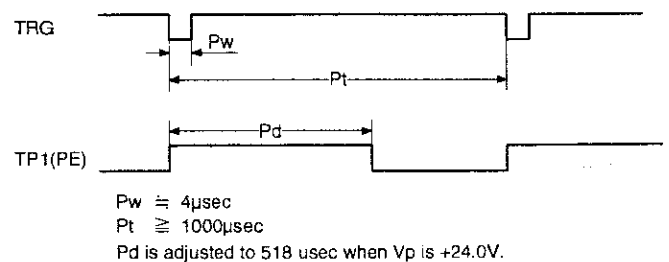 TRG
Pw
Pt
Pd
TP1(PE)
Pw ≒ 4µsec
Pt ≧ 1000µsec
Pd is adjusted to 518 usec when Vp is +24.0V.